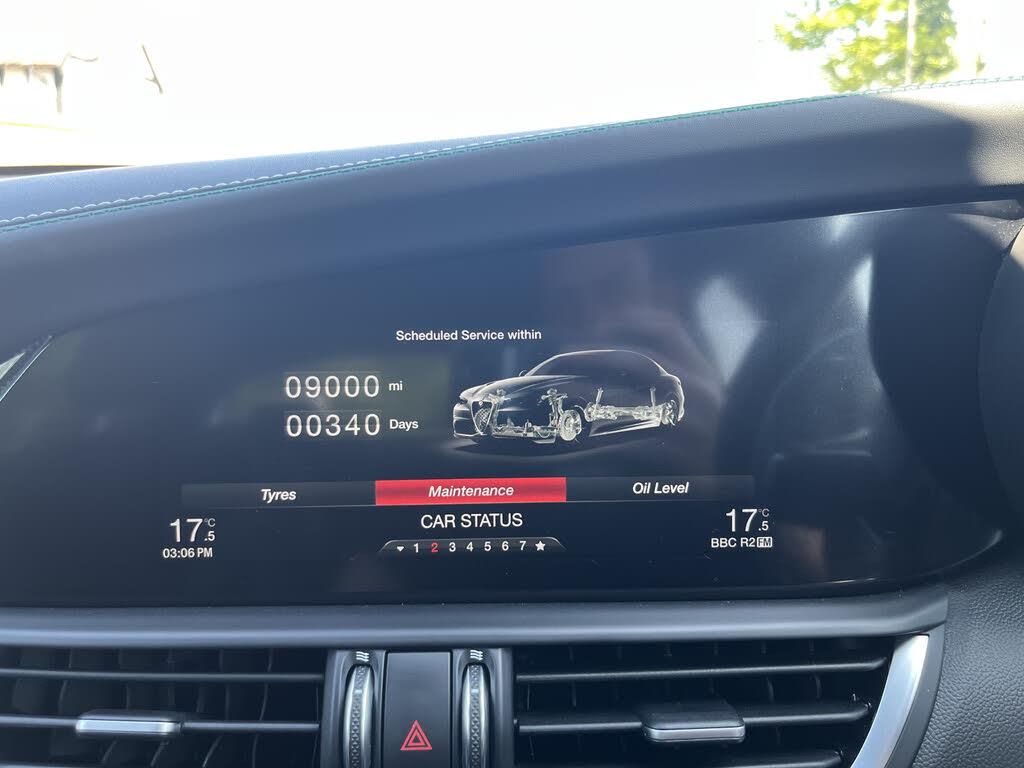 Scheduled Service within
09000 mi
00340 Days
Tyres Maintenance Oil Level
17.5°C CAR STATUS 17.5°C
03:06 PM 1 2 3 4 5 6 7 BBC R2 FM